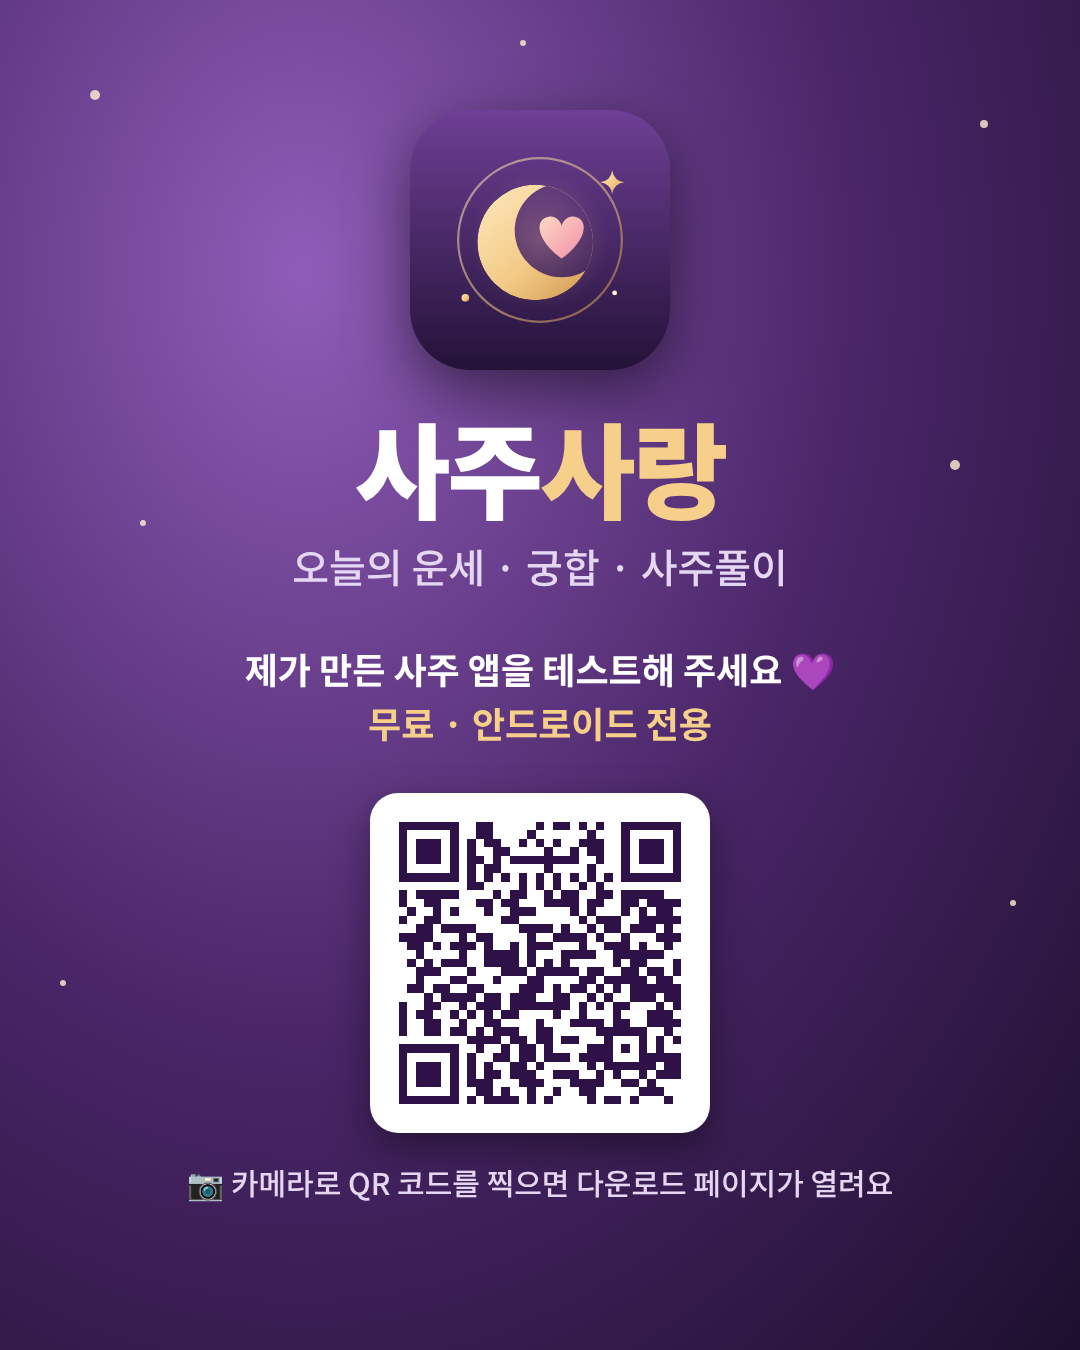 사주사랑
오늘의 운세 · 궁합 · 사주풀이
제가 만든 사주 앱을 테스트해 주세요 💜
무료 · 안드로이드 전용
📷 카메라로 QR 코드를 찍으면 다운로드 페이지가 열려요